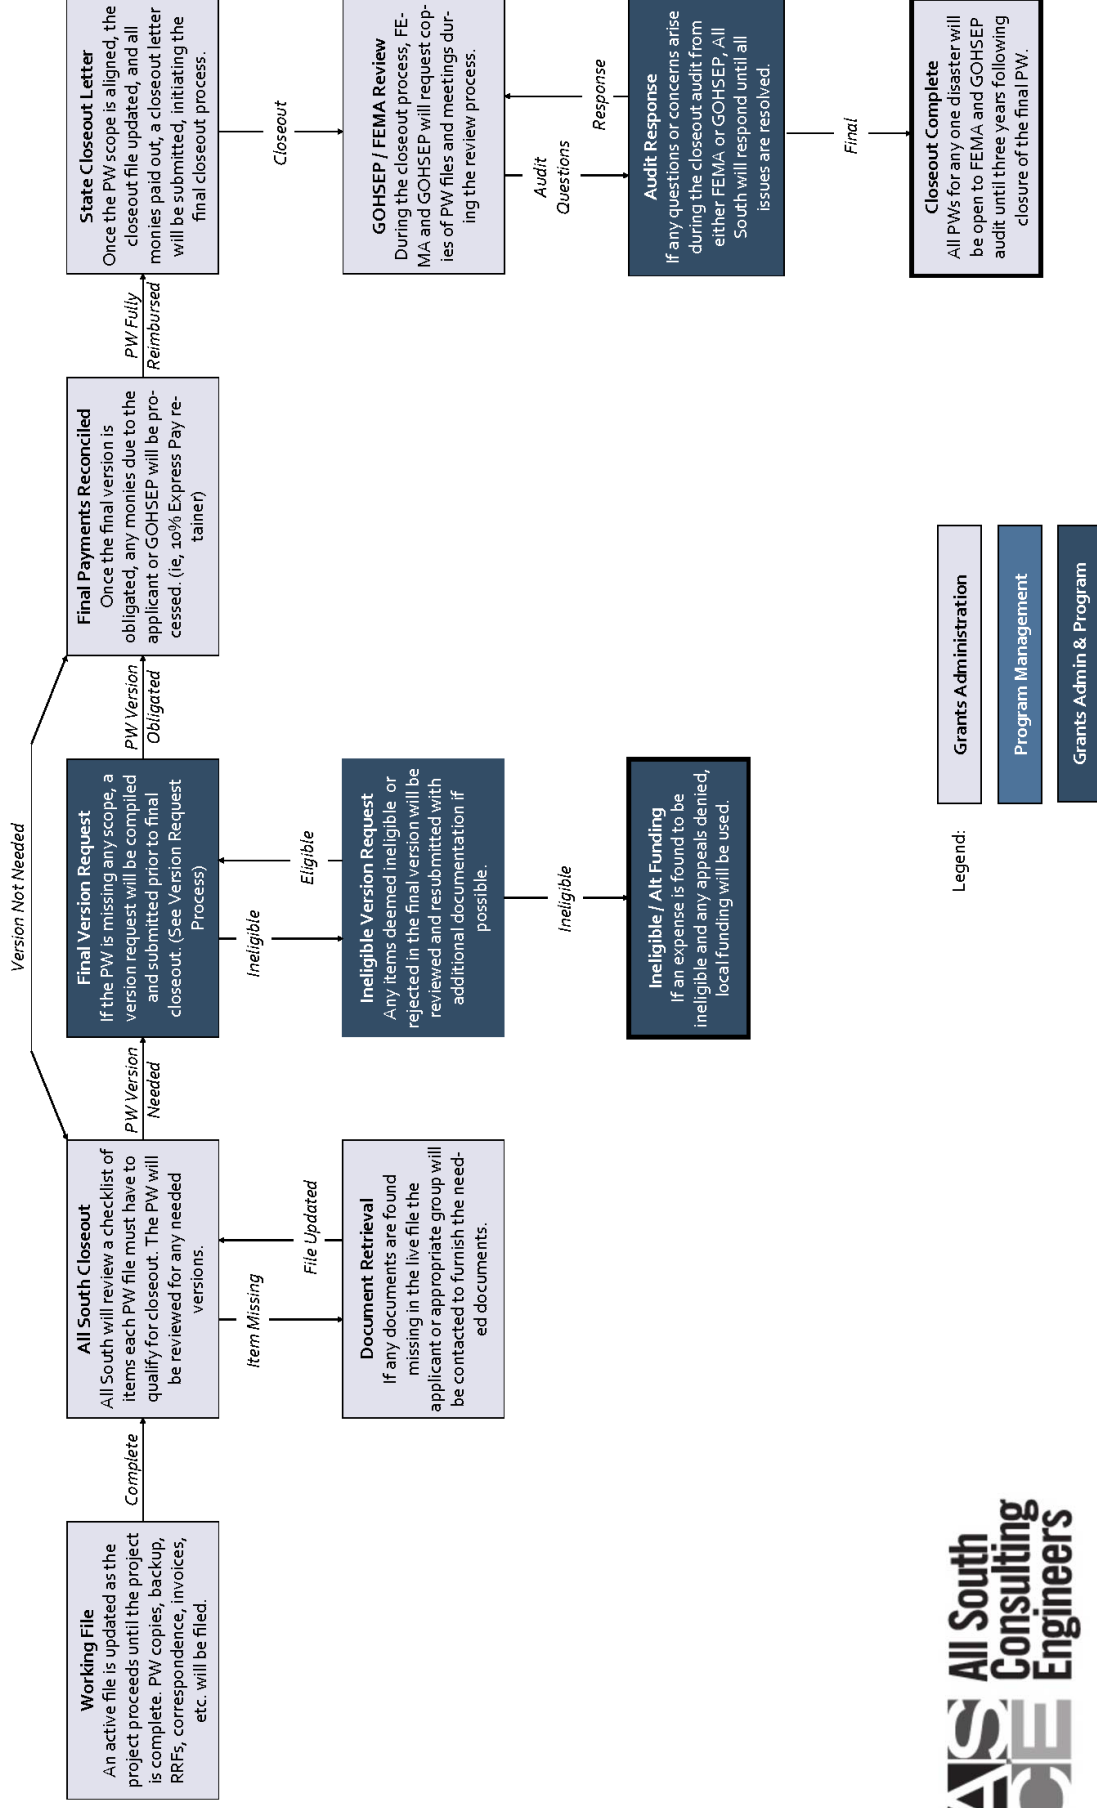 Version Not Needed
Working File
An active file is updated as the
project proceeds until the project
is complete. PW copies, backup,
RRFs, correspondence, invoices,
etc. will be filed.
Complete
All South Closeout
All South will review a checklist of
items each PW file must have to
qualify for closeout. The PW will
be reviewed for any needed
versions.
PW Version
Needed
Final Version Request
If the PW is missing any scope, a
version request will be compiled
and submitted prior to final
closeout. (See Version Request
Process)
PW Version
Obligated
Final Payments Reconciled
Once the final version is
obligated, any monies due to the
applicant or GOHSEP will be pro-
cessed. (ie, 10% Express Pay re-
tainer)
PW Fully
Reimbursed
State Closeout Letter
Once the PW scope is aligned, the
closeout file updated, and all
monies paid out, a closeout letter
will be submitted, initiating the
final closeout process.
Item Missing
File Updated
Ineligible
Eligible
Closeout
Document Retrieval
If any documents are found
missing in the live file the
applicant or appropriate group will
be contacted to furnish the need-
ed documents.
Ineligible Version Request
Any items deemed ineligible or
rejected in the final version will be
reviewed and resubmitted with
additional documentation if
possible.
GOHSEP / FEMA Review
During the closeout process, FE-
MA and GOHSEP will request cop-
ies of PW files and meetings dur-
ing the review process.
Ineligible
Audit
Questions
Response
Ineligible / Alt Funding
If an expense is found to be
ineligible and any appeals denied,
local funding will be used.
Audit Response
If any questions or concerns arise
during the closeout audit from
either FEMA or GOHSEP, All
South will respond until all
issues are resolved.
Final
Closeout Complete
All PWs for any one disaster will
be open to FEMA and GOHSEP
audit until three years following
closure of the final PW.
Legend:
Grants Administration
Program Management
Grants Admin & Program
AS
CE
All South
Consulting
Engineers